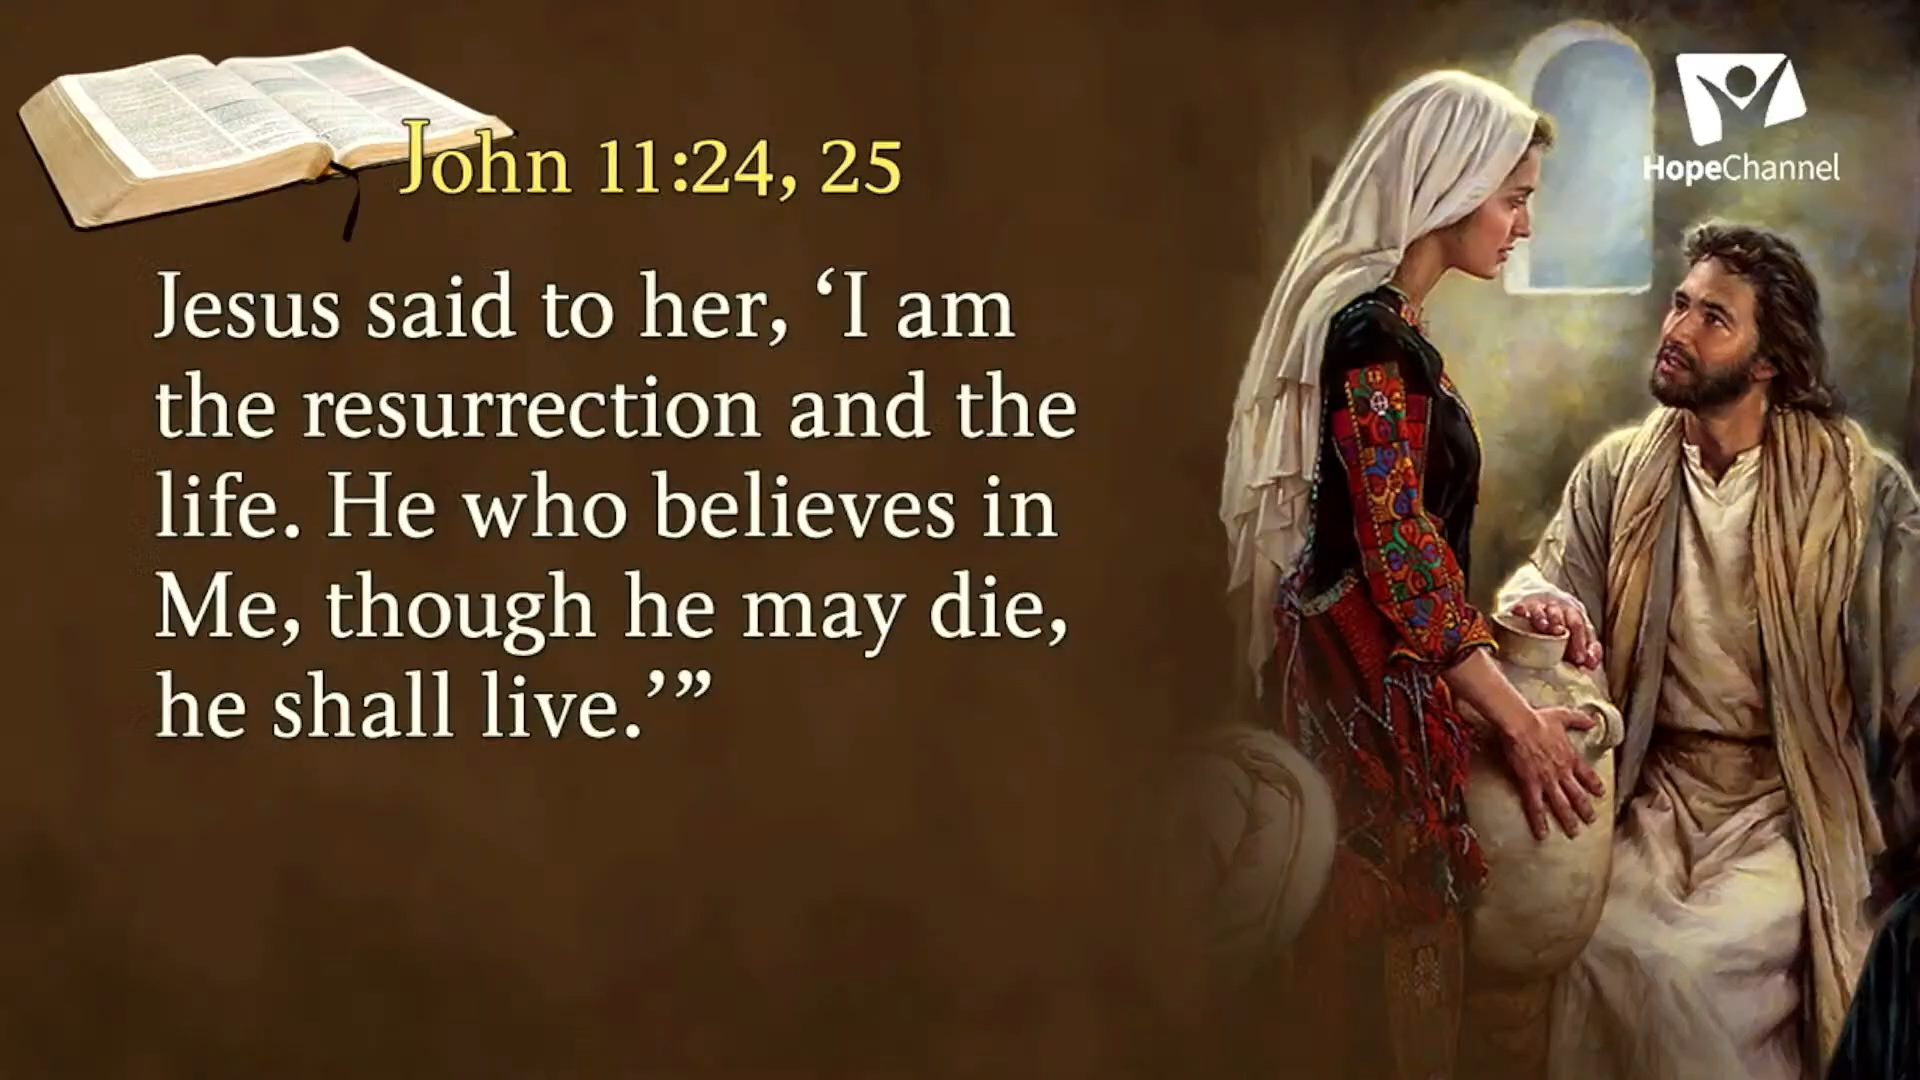 John 11:24, 25
HopeChannel
Jesus said to her, ‘I am
the resurrection and the
life. He who believes in
Me, though he may die,
he shall live.’”